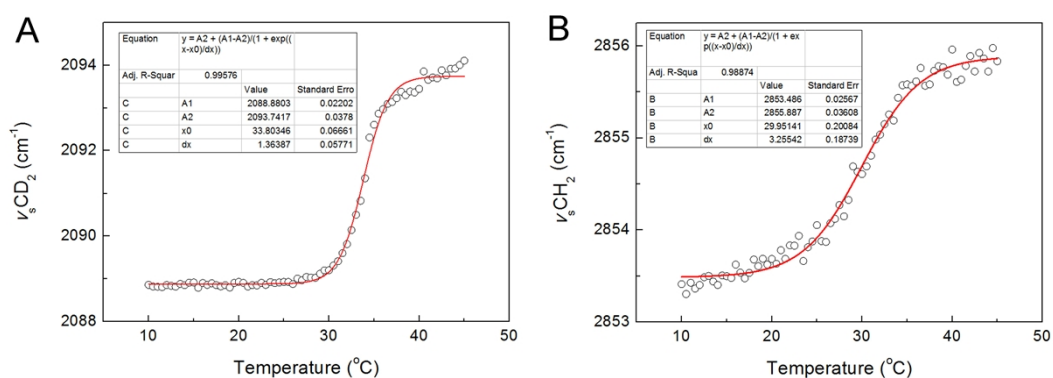 A
Equation y = A2 + (A1-A2)/(1 + exp((
x-x0)/dx))
Adj. R-Squar 0.99576
Value Standard Erro
C A1 2088.8803 0.02202
C A2 2093.7417 0.0378
C x0 33.80346 0.06661
C dx 1.36387 0.05771
νsCD2 (cm-1)
2094
2092
2090
2088
0 10 20 30 40 50
Temperature (oC)
B
Equation y = A2 + (A1-A2)/(1 + ex
p((x-x0)/dx))
Adj. R-Squa 0.98874
Value Standard Err
B A1 2853.486 0.02567
B A2 2855.887 0.03608
B x0 29.95141 0.20084
B dx 3.25542 0.18739
νsCH2 (cm-1)
2856
2855
2854
2853
0 10 20 30 40 50
Temperature (oC)